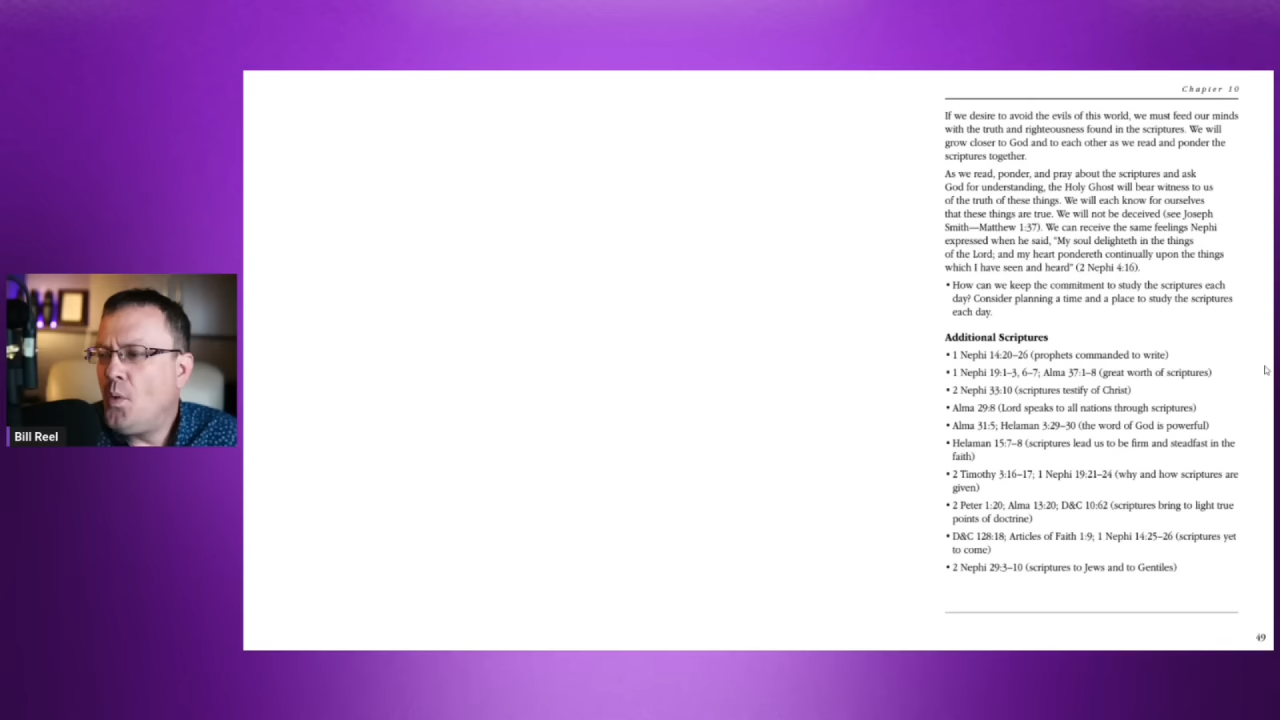 Chapter 10
If we desire to avoid the evils of this world, we must feed our minds
with the truth and righteousness found in the scriptures. We will
grow closer to God and to each other as we read and ponder the
scriptures together.
As we read, ponder, and pray about the scriptures and ask
God for understanding, the Holy Ghost will bear witness to us
of the truth of these things. We will each know for ourselves
that these things are true. We will not be deceived (see Joseph
Smith—Matthew 1:37). We can receive the same feelings Nephi
expressed when he said, "My soul delighteth in the things
of the Lord; and my heart pondereth continually upon the things
which I have seen and heard" (2 Nephi 4:16).
• How can we keep the commitment to study the scriptures each
day? Consider planning a time and a place to study the scriptures
each day.
Additional Scriptures
• 1 Nephi 14:20–26 (prophets commanded to write)
• 1 Nephi 19:1–3, 6–7; Alma 37:1–8 (great worth of scriptures)
• 2 Nephi 33:10 (scriptures testify of Christ)
• Alma 29:8 (Lord speaks to all nations through scriptures)
• Alma 31:5; Helaman 3:29–30 (the word of God is powerful)
• Helaman 15:7–8 (scriptures lead us to be firm and steadfast in the
faith)
• 2 Timothy 3:16–17; 1 Nephi 19:21–24 (why and how scriptures are
given)
• 2 Peter 1:20; Alma 13:20; D&C 10:62 (scriptures bring to light true
points of doctrine)
• D&C 128:18; Articles of Faith 1:9; 1 Nephi 14:25–26 (scriptures yet
to come)
• 2 Nephi 29:3–10 (scriptures to Jews and to Gentiles)
49
Bill Reel